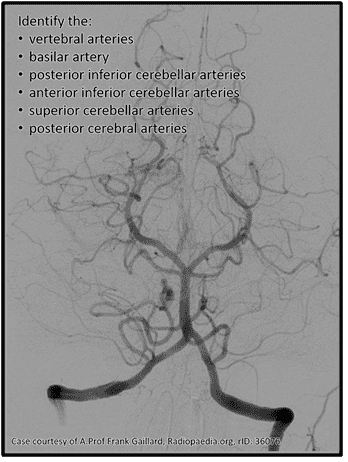 Identify the:
• vertebral arteries
• basilar artery
• posterior inferior cerebellar arteries
• anterior inferior cerebellar arteries
• superior cerebellar arteries
• posterior cerebral arteries
Case courtesy of A.Prof Frank Gaillard, Radiopaedia.org, rID: 36076